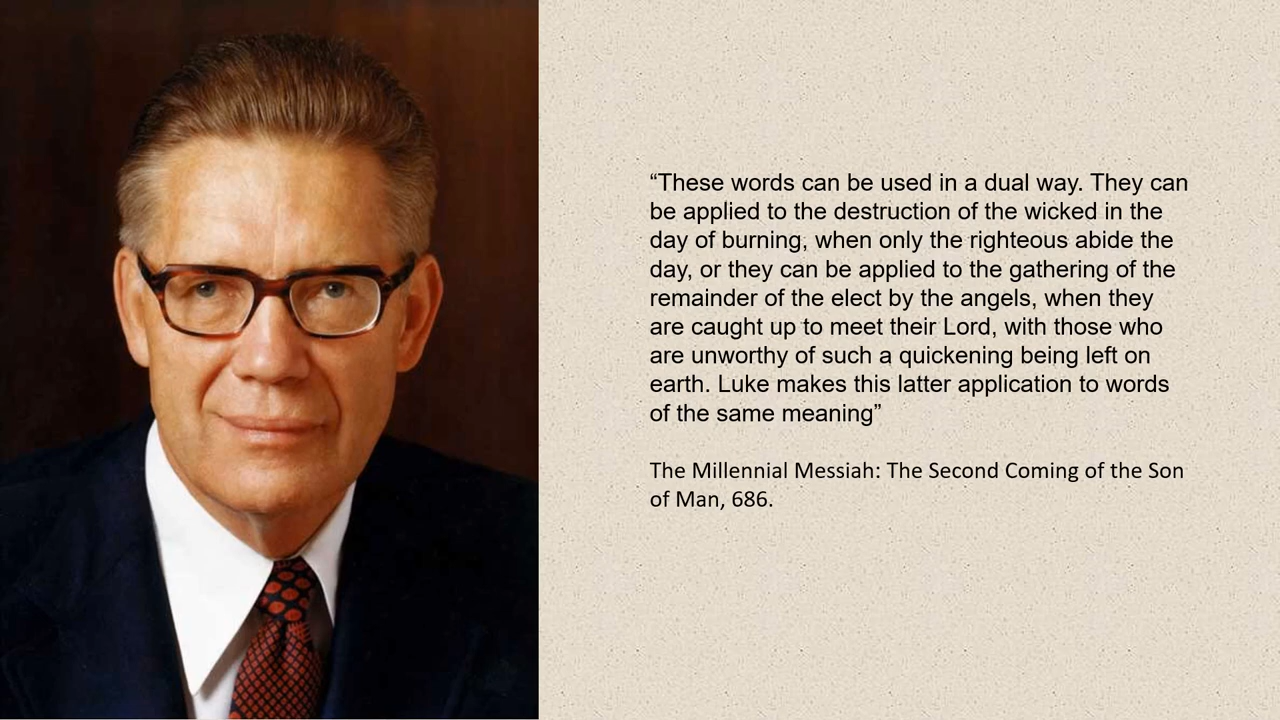 “These words can be used in a dual way. They can
be applied to the destruction of the wicked in the
day of burning, when only the righteous abide the
day, or they can be applied to the gathering of the
remainder of the elect by the angels, when they
are caught up to meet their Lord, with those who
are unworthy of such a quickening being left on
earth. Luke makes this latter application to words
of the same meaning”
The Millennial Messiah: The Second Coming of the Son
of Man, 686.